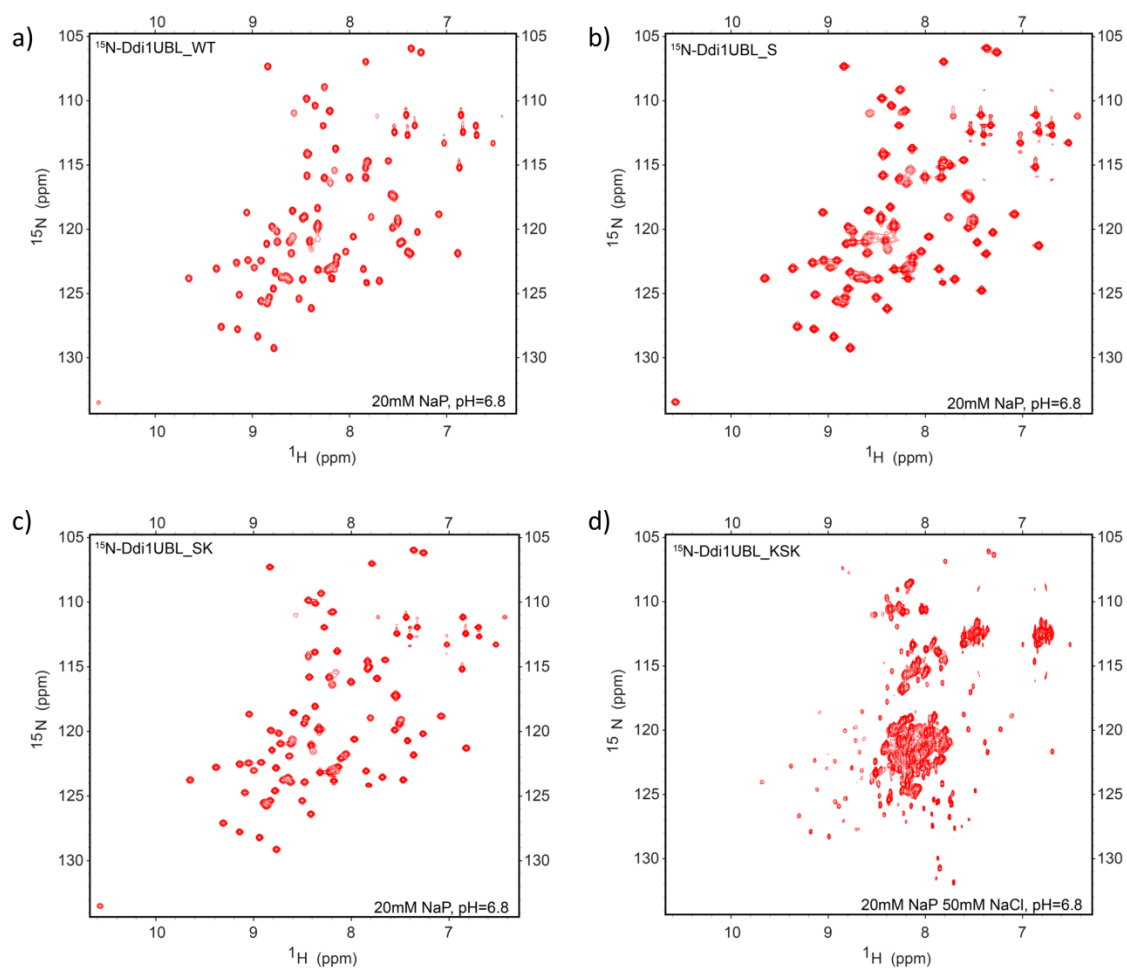 a)
10 9 8 7
105 105
¹⁵N-Ddi1UBL_WT
110 110
115 115
¹⁵N (ppm)
120 120
125 125
130 130
20mM NaP, pH=6.8
10 9 8 7
¹H (ppm)
b)
10 9 8 7
105 105
¹⁵N-Ddi1UBL_S
110 110
115 115
¹⁵N (ppm)
120 120
125 125
130 130
20mM NaP, pH=6.8
10 9 8 7
¹H (ppm)
c)
10 9 8 7
105 105
¹⁵N-Ddi1UBL_SK
110 110
115 115
¹⁵N (ppm)
120 120
125 125
130 130
20mM NaP, pH=6.8
10 9 8 7
¹H (ppm)
d)
10 9 8 7
105 105
¹⁵N-Ddi1UBL_KSK
110 110
115 115
15 N (ppm)
120 120
125 125
130 130
20mM NaP 50mM NaCl, pH=6.8
10 9 8 7
¹H (ppm)